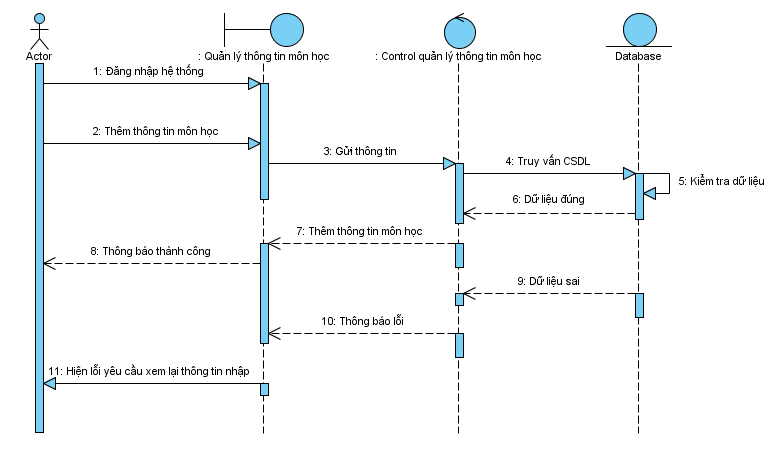 Actor
: Quản lý thông tin môn học
: Control quản lý thông tin môn học
Database
1: Đăng nhập hệ thống
2: Thêm thông tin môn học
3: Gửi thông tin
4: Truy vấn CSDL
5: Kiểm tra dữ liệu
6: Dữ liệu đúng
7: Thêm thông tin môn học
8: Thông báo thành công
9: Dữ liệu sai
10: Thông báo lỗi
11: Hiện lỗi yêu cầu xem lại thông tin nhập